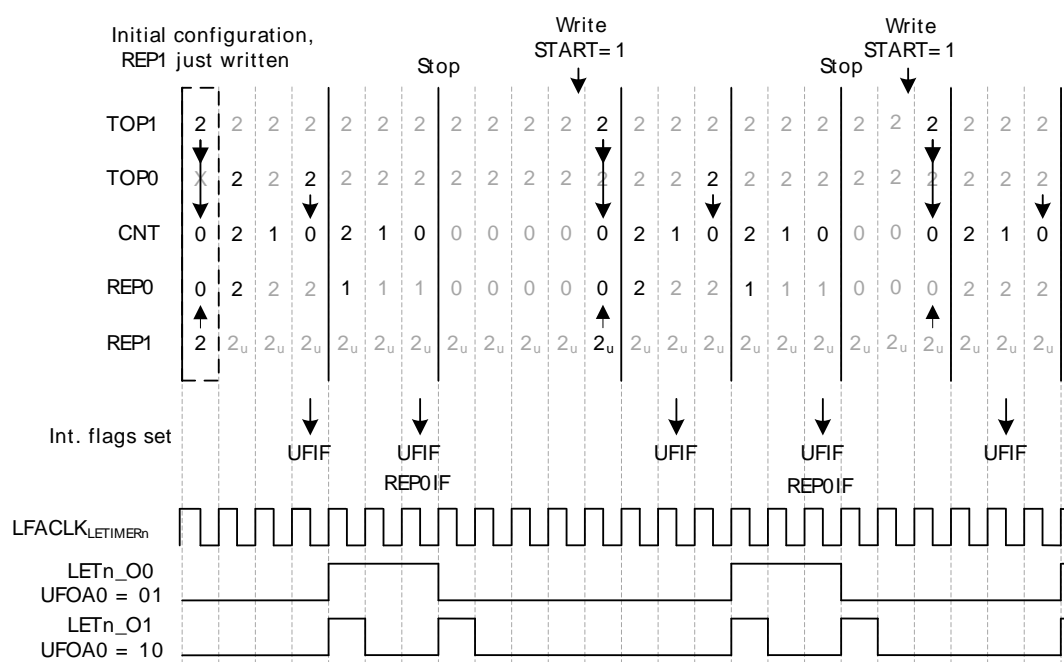 Initial configuration,
REP1 just written
Stop
Write
START=1
Stop
Write
START=1
TOP1 2 2 2 2 2 2 2 2 2 2 2 2 2 2 2 2 2 2 2 2 2 2 2 2
TOP0 X 2 2 2 2 2 2 2 2 2 2 2 2 2 2 2 2 2 2 2 2 2 2 2
CNT 0 2 1 0 2 1 0 0 0 0 0 0 2 1 0 2 1 0 0 0 0 2 1 0
REP0 0 2 2 2 1 1 1 0 0 0 0 0 2 2 2 1 1 1 0 0 0 2 2 2
REP1 2 2u 2u 2u 2u 2u 2u 2u 2u 2u 2u 2u 2u 2u 2u 2u 2u 2u 2u 2u 2u 2u 2u 2u
Int. flags set
UFIF
UFIF
REP0IF
UFIF
UFIF
REP0IF
UFIF
LFACLKLETIMERn
LETn_O0
UFOA0 = 01
LETn_O1
UFOA0 = 10